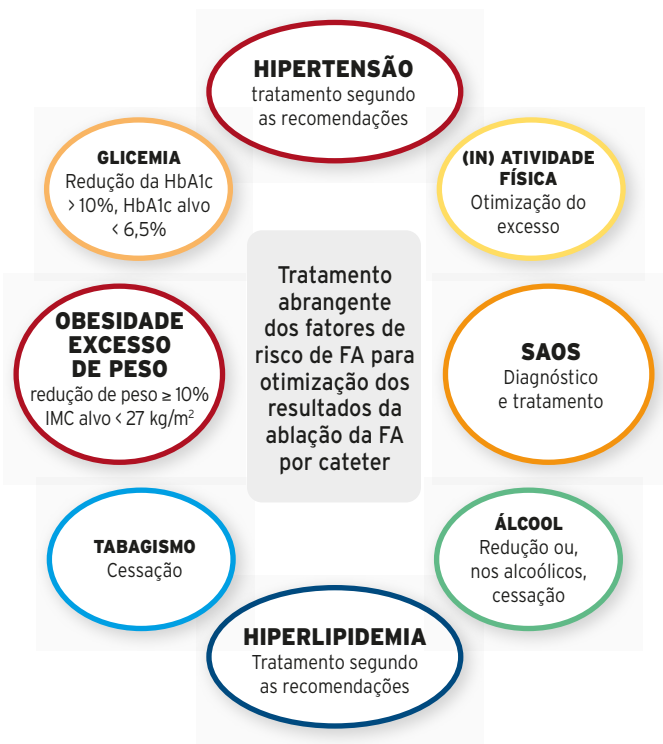 HIPERTENSÃO
tratamento segundo
as recomendações
GLICEMIA
Redução da HbA1c
> 10%, HbA1c alvo
< 6,5%
(IN) ATIVIDADE
FÍSICA
Otimização do
excesso
Tratamento
abrangente
dos fatores de
risco de FA para
otimização dos
resultados da
ablação da FA
por cateter
OBESIDADE
EXCESSO
DE PESO
redução de peso ≥ 10%
IMC alvo < 27 kg/m²
SAOS
Diagnóstico
e tratamento
TABAGISMO
Cessação
ÁLCOOL
Redução ou,
nos alcoólicos,
cessação
HIPERLIPIDEMIA
Tratamento segundo
as recomendações